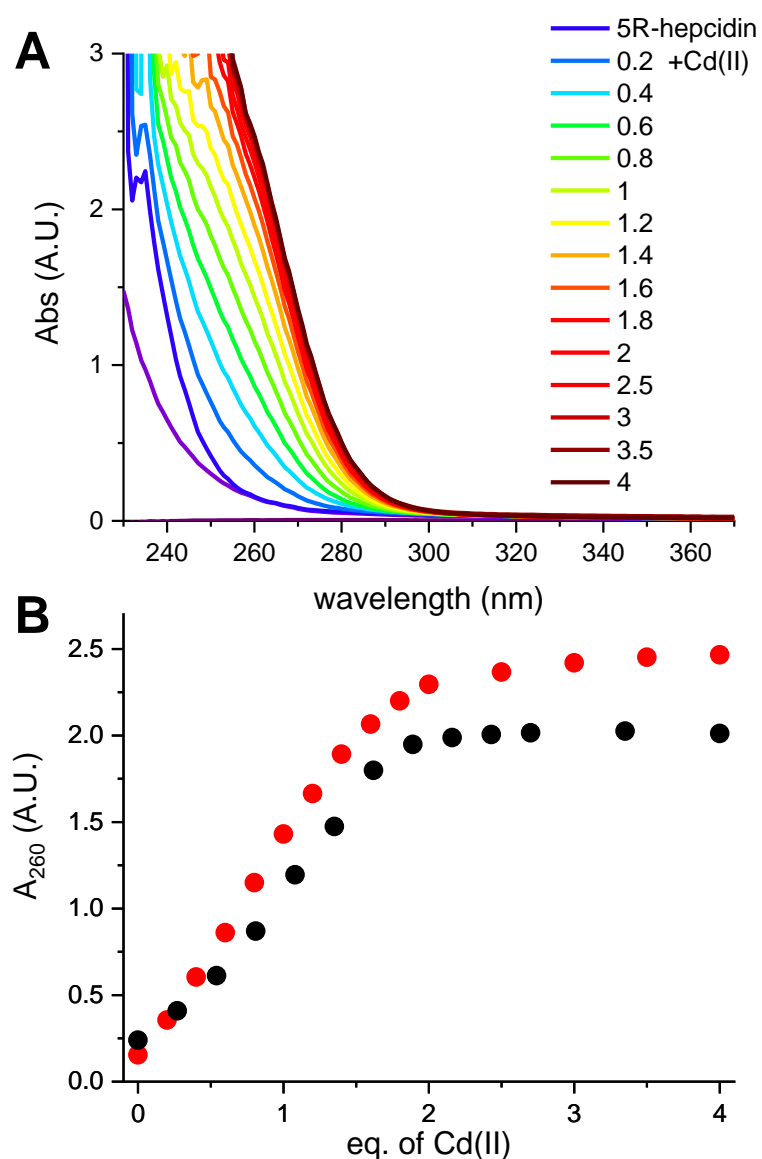 A
3
2
1
0
Abs (A.U.)
240 260 280 300 320 340 360
wavelength (nm)
5R-hepcidin
0.2 +Cd(II)
0.4
0.6
0.8
1
1.2
1.4
1.6
1.8
2
2.5
3
3.5
4
B
2.5
2.0
1.5
1.0
0.5
0.0
A260 (A.U.)
0 1 2 3 4
eq. of Cd(II)